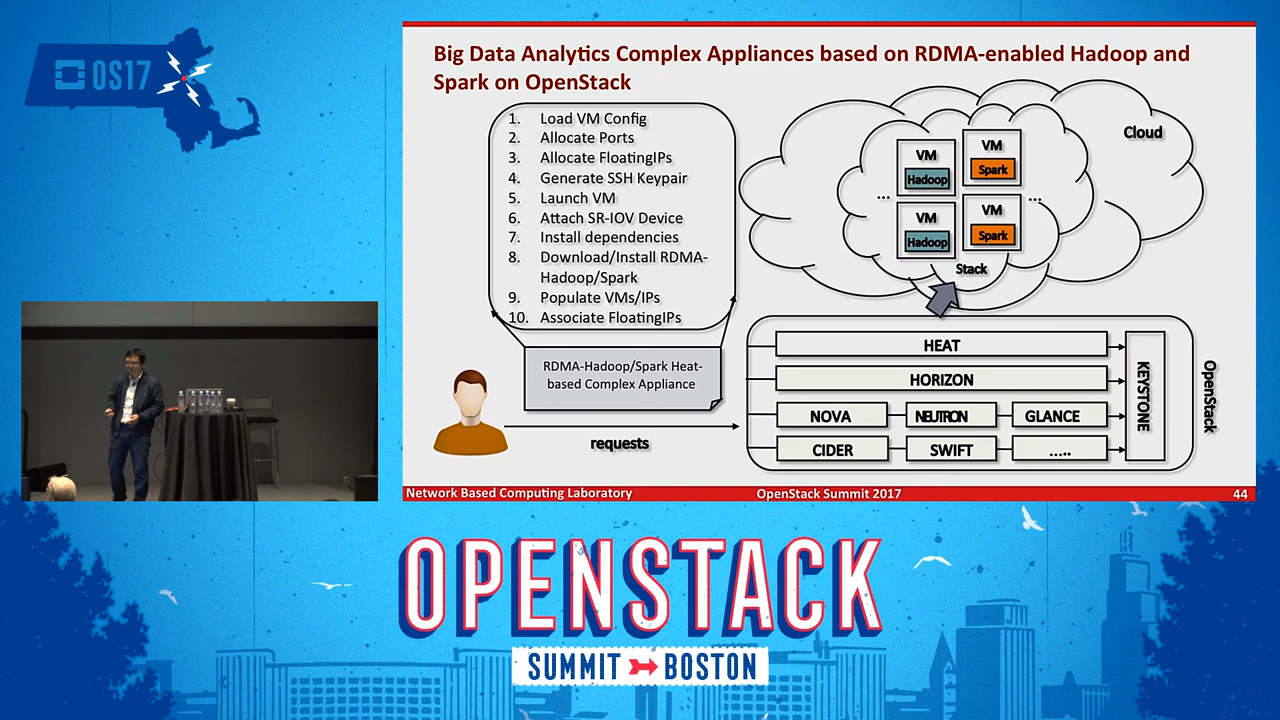 OS17
Big Data Analytics Complex Appliances based on RDMA-enabled Hadoop and
Spark on OpenStack
1. Load VM Config
2. Allocate Ports
3. Allocate FloatingIPs
4. Generate SSH Keypair
5. Launch VM
6. Attach SR-IOV Device
7. Install dependencies
8. Download/Install RDMA-
Hadoop/Spark
9. Populate VMs/IPs
10. Associate FloatingIPs
RDMA-Hadoop/Spark Heat-
based Complex Appliance
requests
Cloud
VM
Hadoop
VM
Spark
...
...
VM
Hadoop
VM
Spark
Stack
HEAT
HORIZON
NOVA
NEUTRON
GLANCE
CIDER
SWIFT
.....
KEYSTONE
OpenStack
Network Based Computing Laboratory
OpenStack Summit 2017
44
OPENSTACK
SUMMIT BOSTON